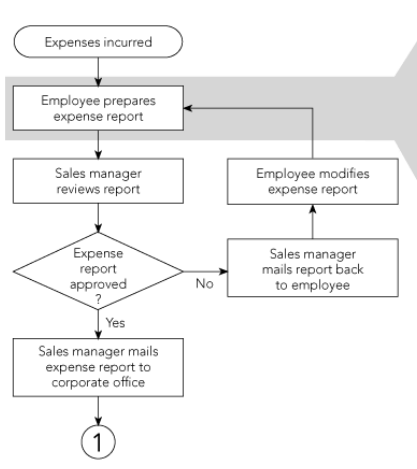 Expenses incurred
Employee prepares
expense report
Sales manager
reviews report
Employee modifies
expense report
Expense
report
approved
?
No
Sales manager
mails report back
to employee
Yes
Sales manager mails
expense report to
corporate office
1